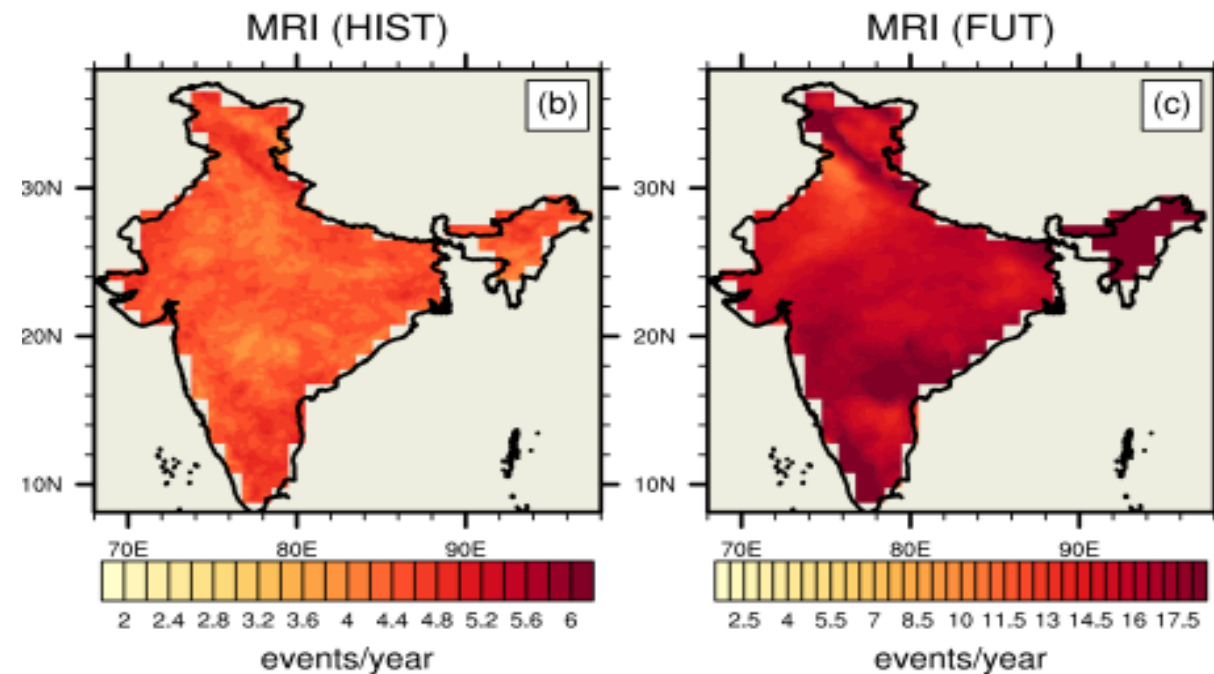 MRI (HIST)
MRI (FUT)
(b)
(c)
30N
30N
20N
20N
10N
10N
70E 80E 90E
70E 80E 90E
2 2.4 2.8 3.2 3.6 4 4.4 4.8 5.2 5.6 6
2.5 4 5.5 7 8.5 10 11.5 13 14.5 16 17.5
events/year
events/year